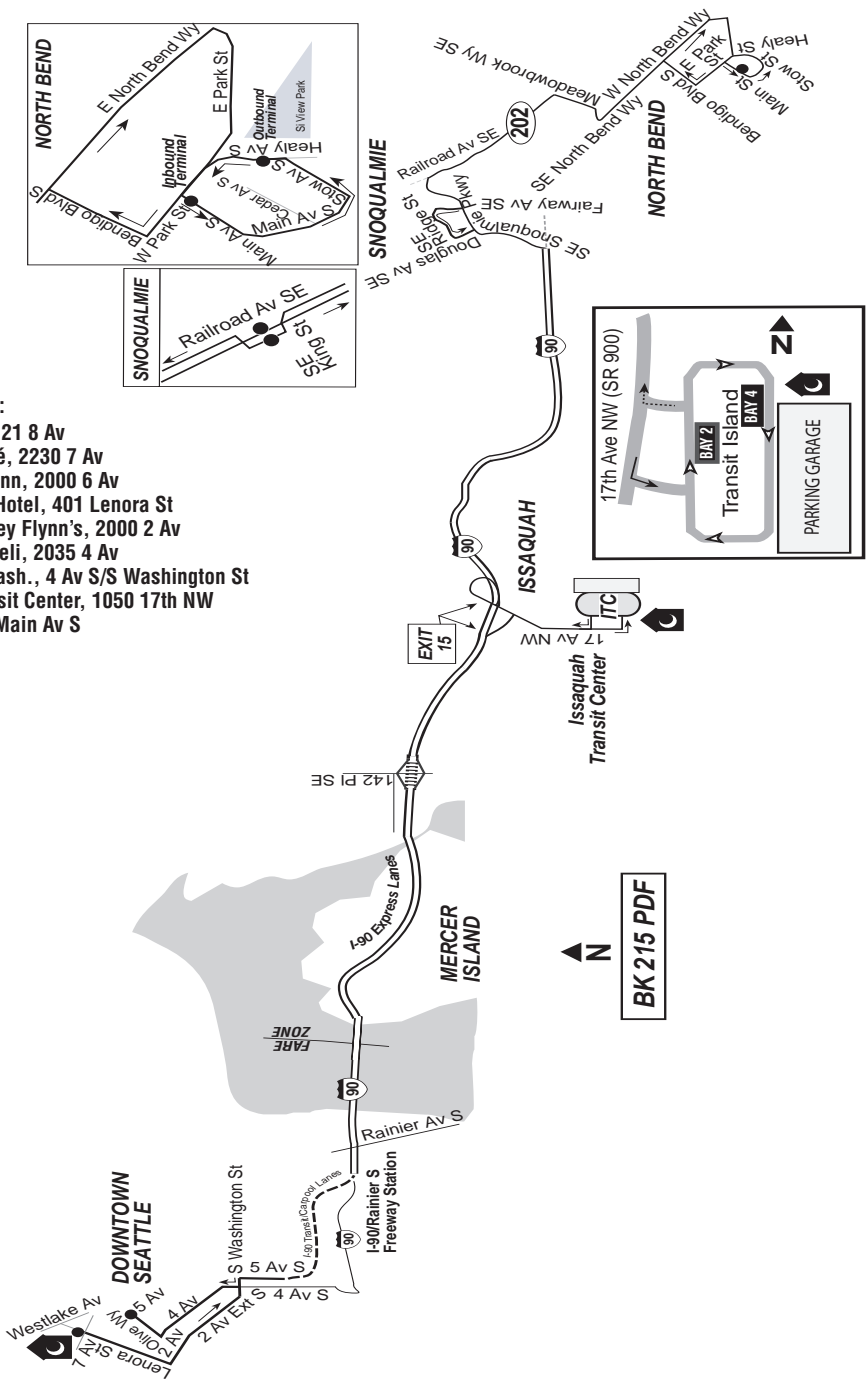 :
21 8 Av
é, 2230 7 Av
nn, 2000 6 Av
Hotel, 401 Lenora St
ey Flynn’s, 2000 2 Av
eli, 2035 4 Av
ash., 4 Av S/S Washington St
sit Center, 1050 17th NW
Main Av S
NORTH BEND
E North Bend Wy
Bendigo Blvd S
Inbound
Terminal
W Park St
E Park St
Outbound
Terminal
Si View Park
Healy Av S
Stow Av S
Cedar Av S
Main Av S
Main Av S
SNOQUALMIE
Railroad Av SE
SE
King St
SNOQUALMIE
Railroad Av SE
202
Meadowbrook Wy SE
SE North Bend Wy
W North Bend Wy
E Park
St
Healy St
Stow St
Main St
Bendigo Blvd S
NORTH BEND
Fairway Av SE
SE Snoqualmie Pkwy
SE
Ridge St
Douglas Av SE
90
90
17th Ave NW (SR 900)
BAY 2
Transit Island
BAY 4
PARKING GARAGE
N
ISSAQUAH
EXIT
15
17 Av NW
ITC
Issaquah
Transit Center
142 Pl SE
I-90 Express Lanes
MERCER
ISLAND
N
BK 215 PDF
FARE
ZONE
90
Rainier Av S
I-90/Rainier S
Freeway Station
I-90 Transit/Carpool Lanes
90
DOWNTOWN
SEATTLE
S Washington St
5 Av S
4 Av S
2 Av Ext S
2 Av
4 Av
5 Av
Olive Wy
Westlake Av
7 Av
Lenora St